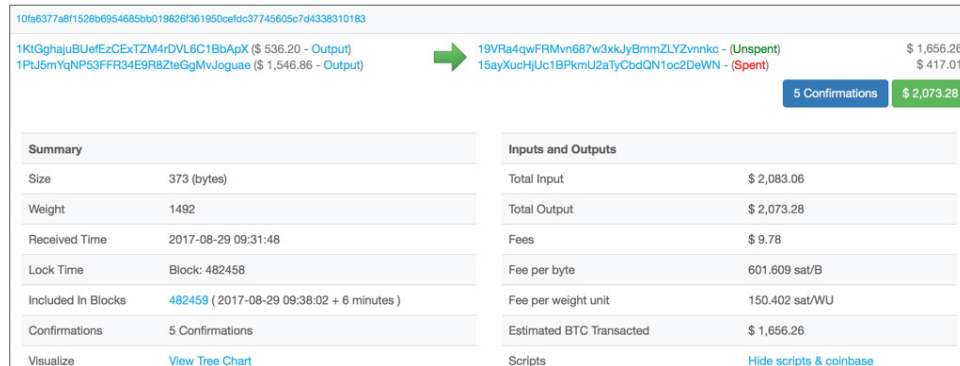 10fa6377a8f1528b6954685bb019826f361950cefdc37745605c7d4338310183
1KtGghajuBUefEzCExTZM4rDVL6C1BbApX ($ 536.20 - Output)
1PtJ5mYqNP53FFR34E9R8ZteGgMvJoguae ($ 1,546.86 - Output)
19VRa4qwFRMvn687w3xkJyBmmZLYZvnnkc - (Unspent) $ 1,656.26
15ayXucHjUc1BPkmU2aTyCbdQN1oc2DeWN - (Spent) $ 417.01
5 Confirmations $ 2,073.28
Summary
Size 373 (bytes)
Weight 1492
Received Time 2017-08-29 09:31:48
Lock Time Block: 482458
Included In Blocks 482459 ( 2017-08-29 09:38:02 + 6 minutes )
Confirmations 5 Confirmations
Visualize View Tree Chart
Inputs and Outputs
Total Input $ 2,083.06
Total Output $ 2,073.28
Fees $ 9.78
Fee per byte 601.609 sat/B
Fee per weight unit 150.402 sat/WU
Estimated BTC Transacted $ 1,656.26
Scripts Hide scripts & coinbase